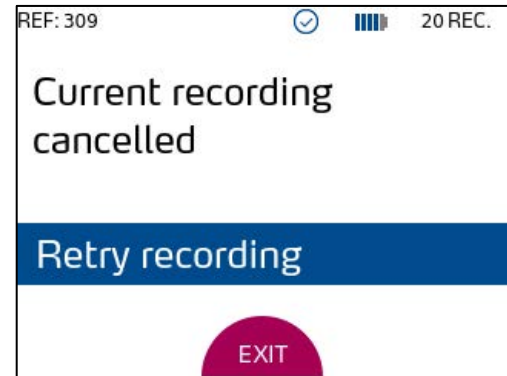 REF: 309 20 REC.
Current recording
cancelled
Retry recording
EXIT